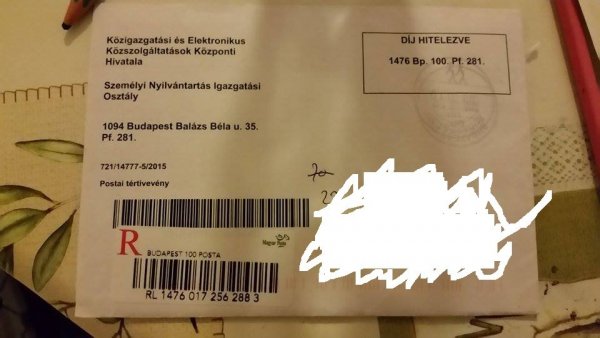 Közigazgatási és Elektronikus
Közszolgáltatások Központi
Hivatala
Személyi Nyilvántartás Igazgatási
Osztály
1094 Budapest Balázs Béla u. 35.
Pf. 281.
721/14777-5/2015
Postai tértivevény
DÍJ HITELEZVE
1476 Bp. 100. Pf. 281.
R
BUDAPEST 100 POSTA
Magyar Posta
RL 1476 017 256 288 3